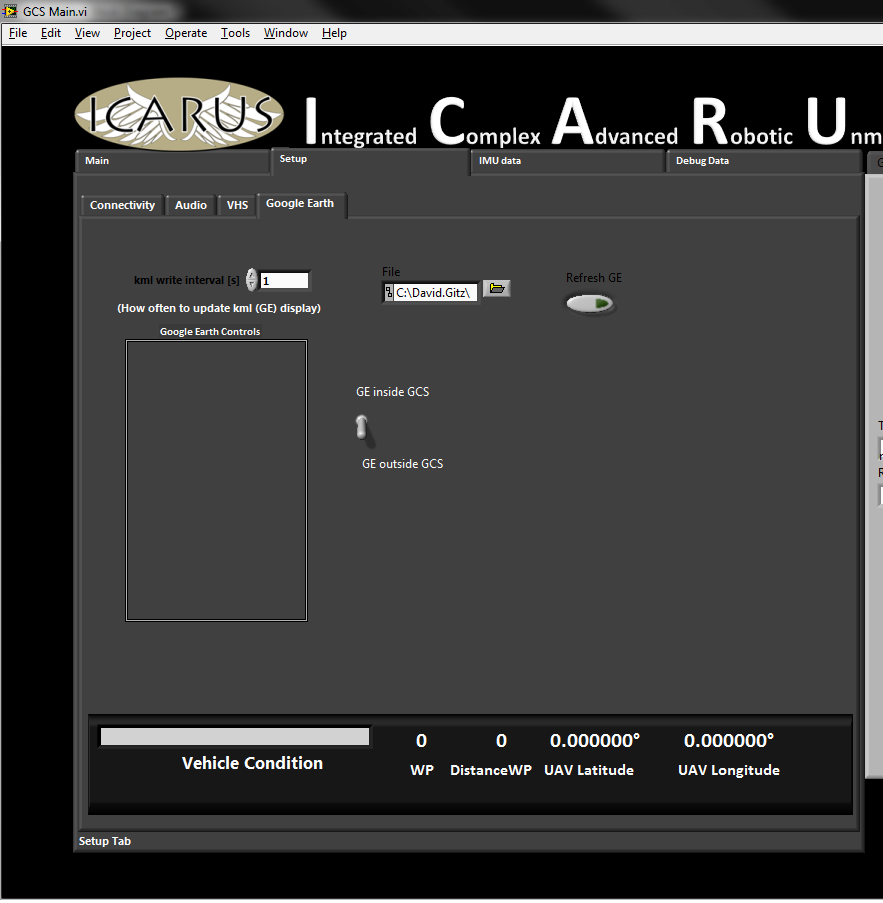 GCS Main.vi
File Edit View Project Operate Tools Window Help
ICARUS Integrated Complex Advanced Robotic Unm
Main Setup IMU data Debug Data
Connectivity Audio VHS Google Earth
kml write interval [s] 1
(How often to update kml (GE) display)
File
C:\David.Gitz\
Refresh GE
Google Earth Controls
GE inside GCS
GE outside GCS
0 0 0.000000° 0.000000°
Vehicle Condition WP DistanceWP UAV Latitude UAV Longitude
Setup Tab